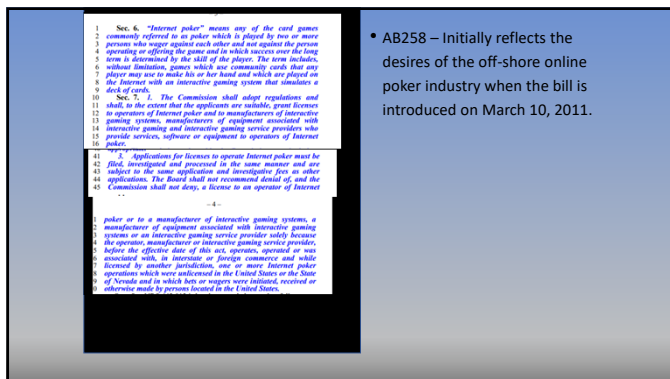 1 Sec. 6. "Internet poker" means any of the card games
2 commonly referred to as poker which is played by two or more
3 persons who wager against each other and not against the person
4 operating or offering the game and in which success over the long
5 term is determined by the skill of the player. The term includes,
6 without limitation, games which use community cards that any
7 player may use to make his or her hand and which are played on
8 the Internet with an interactive gaming system that simulates a
9 deck of cards.
10 Sec. 7. 1. The Commission shall adopt regulations and
11 shall, to the extent that the applicants are suitable, grant licenses
12 to operators of Internet poker and to manufacturers of interactive
13 gaming systems, manufacturers of equipment associated with
14 interactive gaming and interactive gaming service providers who
15 provide services, software or equipment to operators of Internet
16 poker.
41 3. Applications for licenses to operate Internet poker must be
42 filed, investigated and processed in the same manner and are
43 subject to the same application and investigative fees as other
44 applications. The Board shall not recommend denial of, and the
45 Commission shall not deny, a license to an operator of Internet
– 4 –
1 poker or to a manufacturer of interactive gaming systems, a
2 manufacturer of equipment associated with interactive gaming
3 systems or an interactive gaming service provider solely because
4 the operator, manufacturer or interactive gaming service provider,
5 before the effective date of this act, operates, operated or was
6 associated with, in interstate or foreign commerce and while
7 licensed by another jurisdiction, one or more Internet poker
8 operations which were unlicensed in the United States or the State
9 of Nevada and in which bets or wagers were initiated, received or
0 otherwise made by persons located in the United States.
• AB258 – Initially reflects the
desires of the off-shore online
poker industry when the bill is
introduced on March 10, 2011.